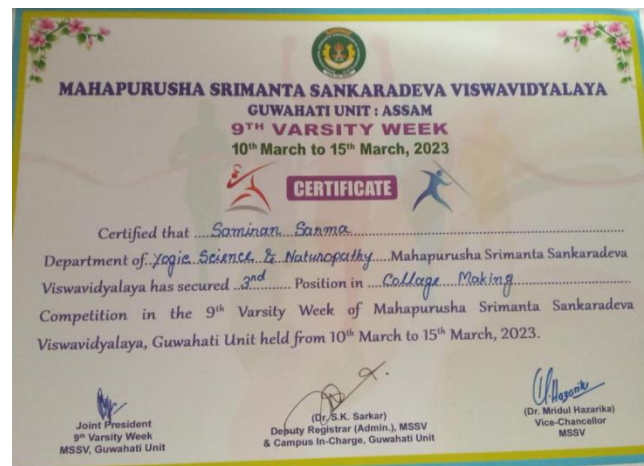 MAHAPURUSHA SRIMANTA SANKARADEVA VISWAVIDYALAYA
GUWAHATI UNIT : ASSAM
9TH VARSITY WEEK
10th March to 15th March, 2023
CERTIFICATE
Certified that ....Saminan Sarma....
Department of..Yogic Science & Naturopathy....Mahapurusha Srimanta Sankaradeva
Viswavidyalaya has secured ..3rd.... Position in ....Collage Making....
Competition in the 9th Varsity Week of Mahapurusha Srimanta Sankaradeva
Viswavidyalaya, Guwahati Unit held from 10th March to 15th March, 2023.
Joint President
9th Varsity Week
MSSV, Guwahati Unit
(Dr. S.K. Sarkar)
Deputy Registrar (Admin.), MSSV
& Campus In-Charge, Guwahati Unit
Hazarika
(Dr. Mridul Hazarika)
Vice-Chancellor
MSSV